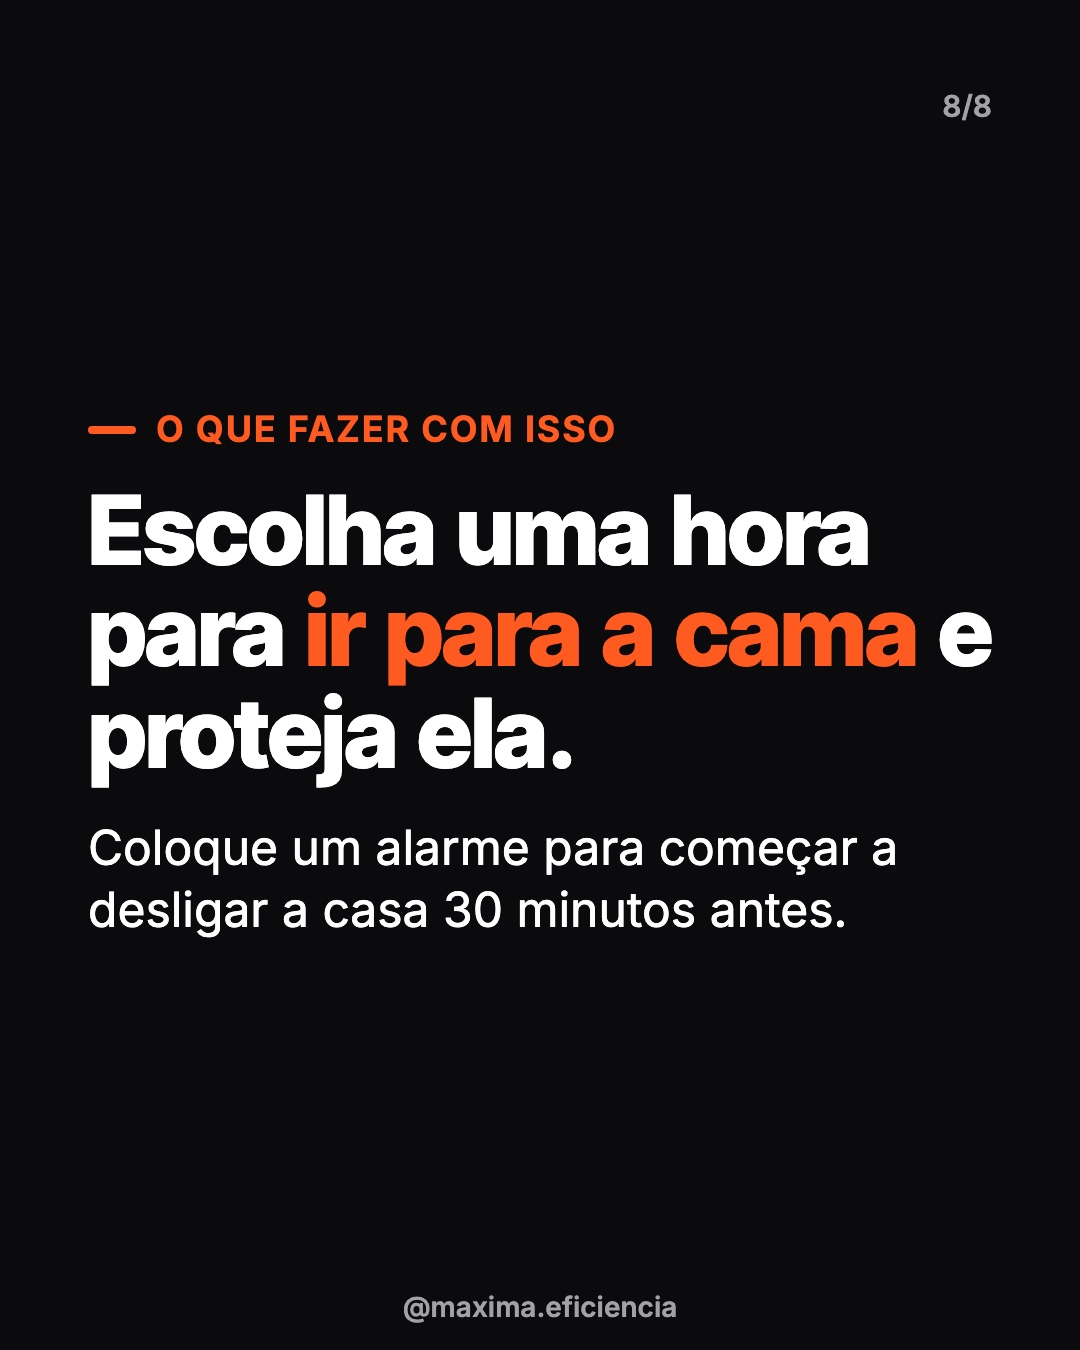 8/8
O QUE FAZER COM ISSO
Escolha uma hora
para ir para a cama e
proteja ela.
Coloque um alarme para começar a
desligar a casa 30 minutos antes.
@maxima.eficiencia